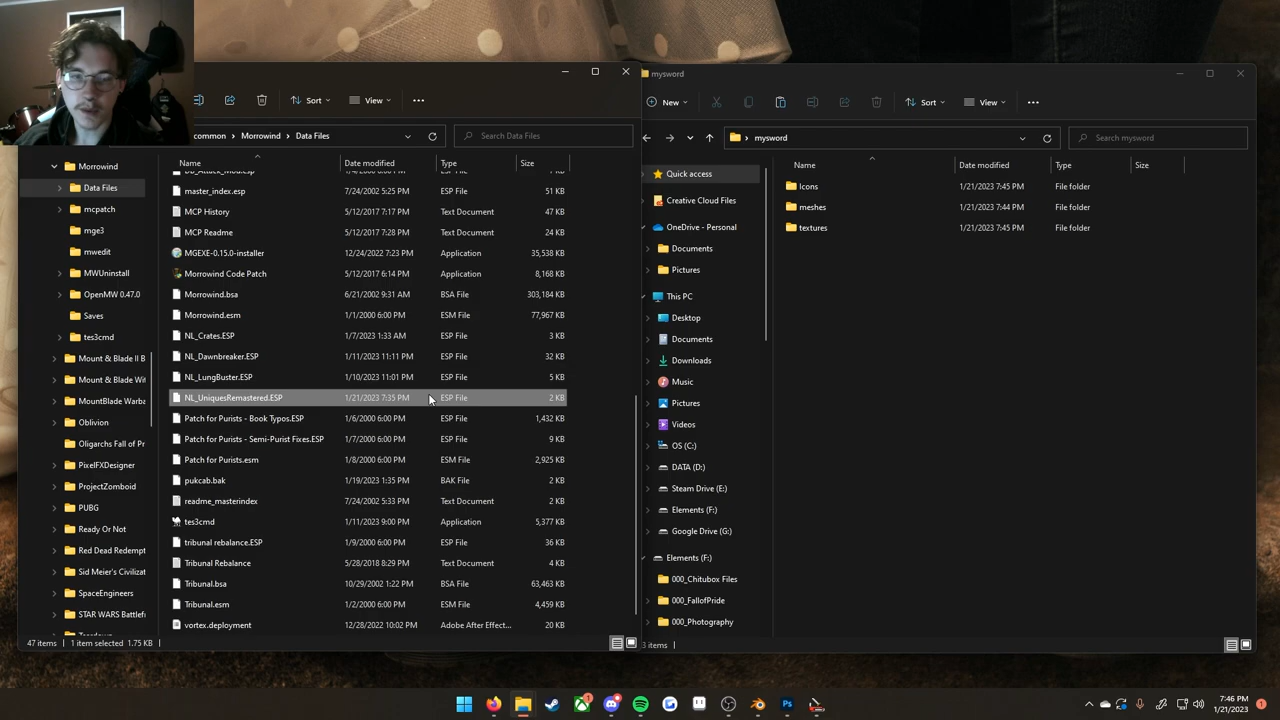 Sort
View
common > Morrowind > Data Files
Search Data Files
Name
Date modified
Type
Size
Morrowind
Data Files
mcpatch
mge3
mwedit
MWUninstall
OpenMW 0.47.0
Saves
tes3cmd
Mount & Blade II B
Mount & Blade Wit
MountBlade Warba
Oblivion
Oligarchs Fall of Pr
PixelFXDesigner
ProjectZomboid
PUBG
Ready Or Not
Red Dead Redempt
Sid Meier's Civilizat
SpaceEngineers
STAR WARS Battlef
master_index.esp 7/24/2002 5:25 PM ESP File 51 KB
MCP History 5/12/2017 7:17 PM Text Document 47 KB
MCP Readme 5/12/2017 7:28 PM Text Document 24 KB
MGEXE-0.15.0-installer 12/24/2022 7:23 PM Application 35,538 KB
Morrowind Code Patch 5/12/2017 6:14 PM Application 8,168 KB
Morrowind.bsa 6/21/2002 9:31 AM BSA File 303,184 KB
Morrowind.esm 1/1/2000 6:00 PM ESM File 77,967 KB
NL_Crates.ESP 1/7/2023 1:33 AM ESP File 3 KB
NL_Dawnbreaker.ESP 1/11/2023 11:11 PM ESP File 32 KB
NL_LungBuster.ESP 1/10/2023 11:01 PM ESP File 5 KB
NL_UniquesRemastered.ESP 1/21/2023 7:35 PM ESP File 2 KB
Patch for Purists - Book Typos.ESP 1/6/2000 6:00 PM ESP File 1,432 KB
Patch for Purists - Semi-Purist Fixes.ESP 1/7/2000 6:00 PM ESP File 9 KB
Patch for Purists.esm 1/8/2000 6:00 PM ESM File 2,925 KB
pukcab.bak 1/19/2023 1:35 PM BAK File 2 KB
readme_masterindex 7/24/2002 5:33 PM Text Document 2 KB
tes3cmd 1/11/2023 9:00 PM Application 5,377 KB
tribunal rebalance.ESP 1/9/2000 6:00 PM ESP File 36 KB
Tribunal Rebalance 5/28/2018 8:29 PM Text Document 4 KB
Tribunal.bsa 10/29/2002 1:22 PM BSA File 63,463 KB
Tribunal.esm 1/2/2000 6:00 PM ESM File 4,459 KB
vortex.deployment 12/28/2022 10:02 PM Adobe After Effect... 20 KB
47 items 1 item selected 1.75 KB
mysword
New
Sort
View
mysword
Search mysword
Name
Date modified
Type
Size
Quick access
Creative Cloud Files
OneDrive - Personal
Documents
Pictures
This PC
Desktop
Documents
Downloads
Music
Pictures
Videos
OS (C:)
DATA (D:)
Steam Drive (E:)
Elements (F:)
Google Drive (G:)
Elements (F:)
000_Chitubox Files
000_FallofPride
000_Photography
Icons 1/21/2023 7:45 PM File folder
meshes 1/21/2023 7:44 PM File folder
textures 1/21/2023 7:45 PM File folder
3 items
7:46 PM
1/21/2023